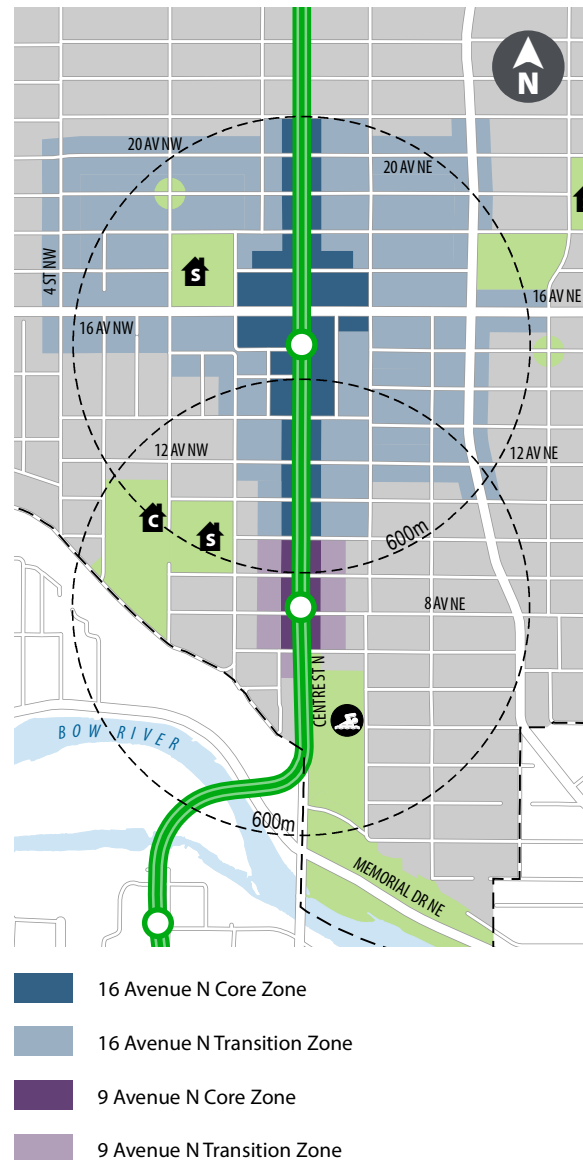 N
20 AV NW
20 AV NE
4 ST NW
S
16 AV NE
16 AV NW
12 AV NW
12 AV NE
C
S
600m
8 AV NE
CENTRE ST N
BOW RIVER
600m
MEMORIAL DR NE
16 Avenue N Core Zone
16 Avenue N Transition Zone
9 Avenue N Core Zone
9 Avenue N Transition Zone